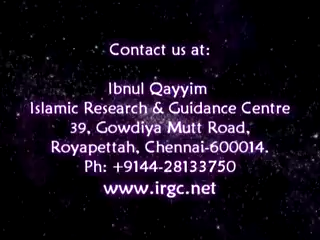 Contact us at:
Ibnul Qayyim
Islamic Research & Guidance Centre
39, Gowdiya Mutt Road,
Royapettah, Chennai-600014.
Ph: +9144-28133750
www.irgc.net